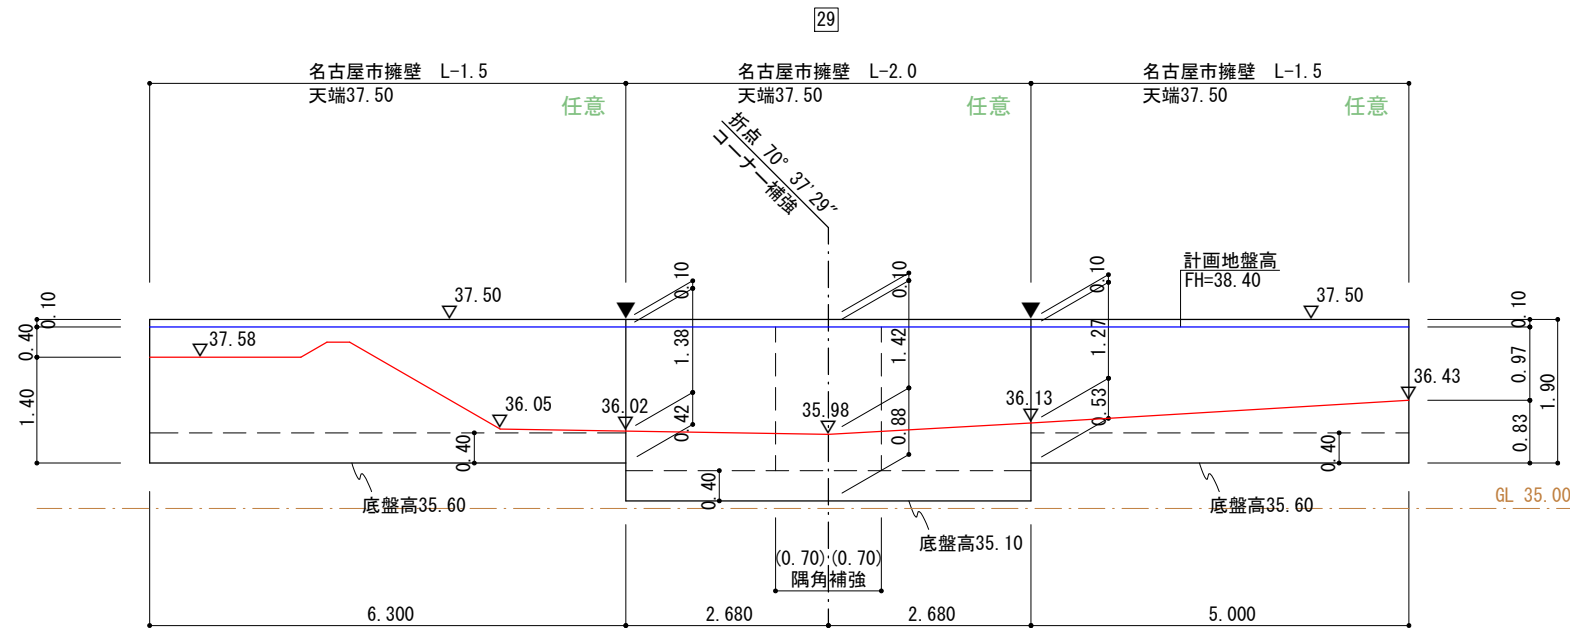 29
名古屋市擁壁 L-1.5
天端37.50
任意
名古屋市擁壁 L-2.0
天端37.50
任意
名古屋市擁壁 L-1.5
天端37.50
任意
折点 70° 37'29"
コーナー補強
計画地盤高
FH=38.40
0.10
0.40
1.40
37.58
37.50
36.05
36.02
0.10
1.38
0.42
35.98
0.10
1.42
0.88
36.13
0.10
1.27
0.53
37.50
36.43
0.10
0.97
0.83
1.90
0.40
0.40
0.40
底盤高35.60
底盤高35.10
底盤高35.60
GL 35.00
(0.70)(0.70)
隅角補強
6.300
2.680
2.680
5.000